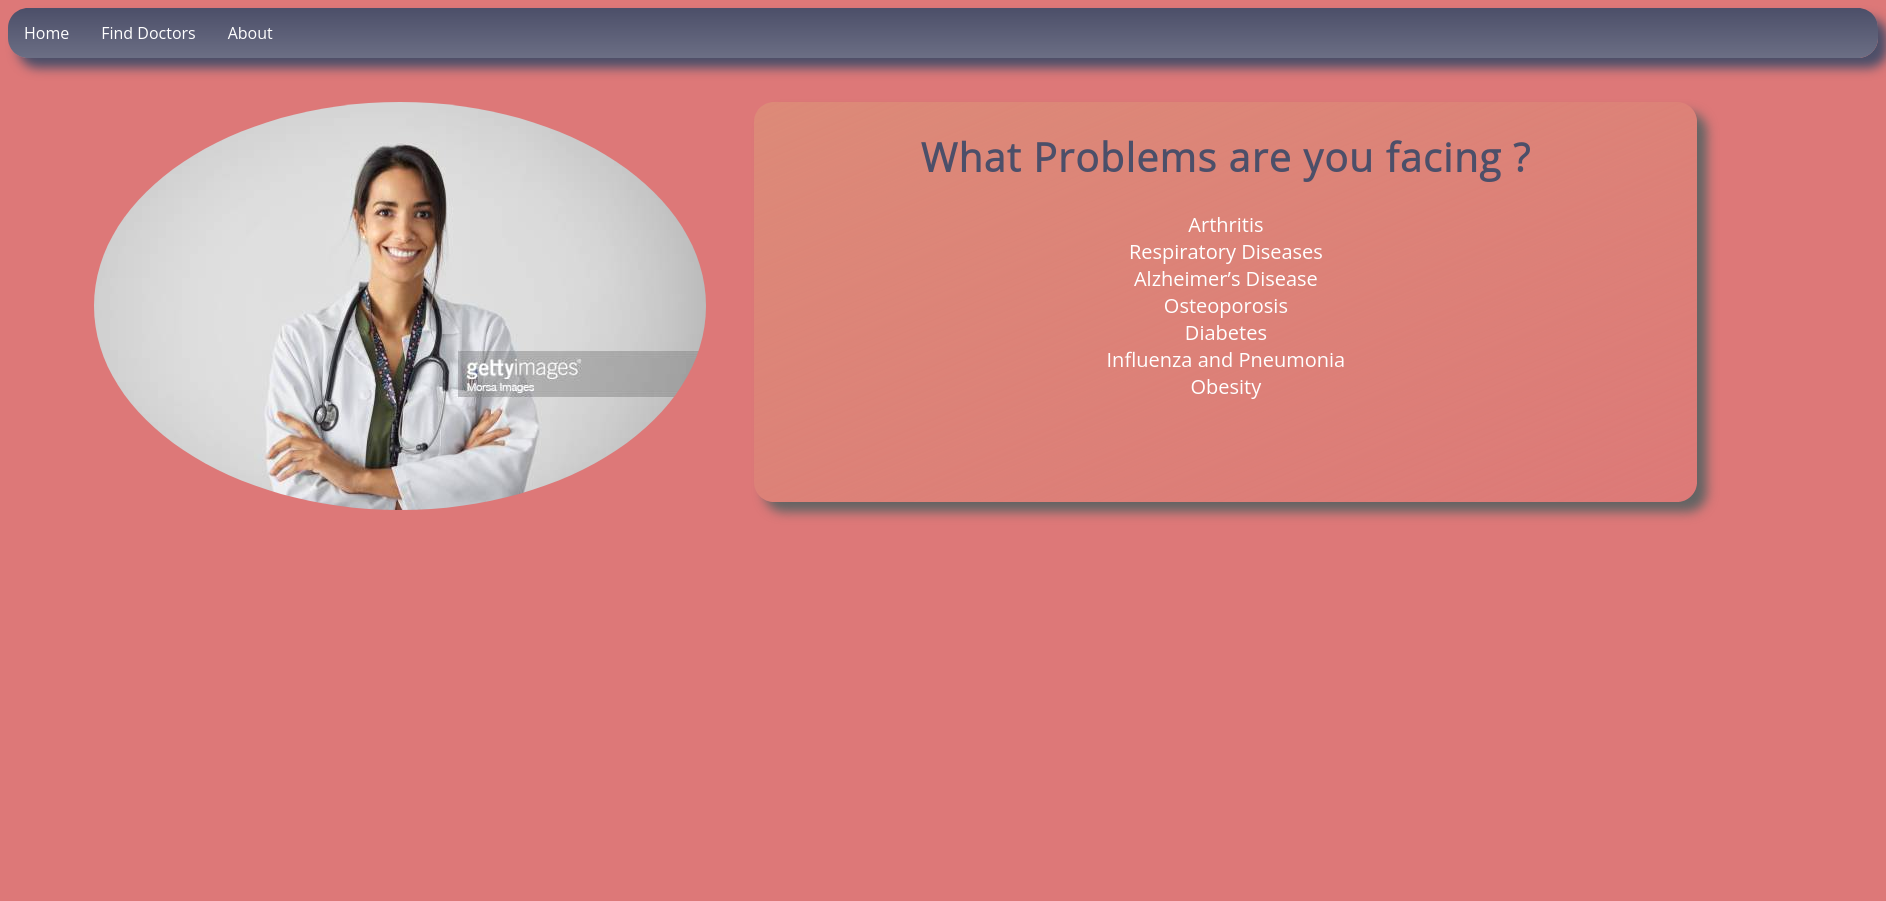 Home Find Doctors About
What Problems are you facing ?
Arthritis
Respiratory Diseases
Alzheimer’s Disease
Osteoporosis
Diabetes
Influenza and Pneumonia
Obesity
gettyimages®
Morsa Images